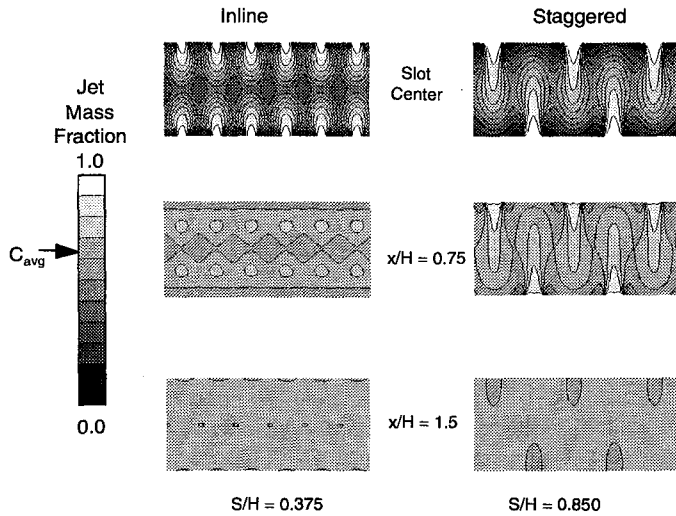 Inline
Staggered
Slot
Center
Jet
Mass
Fraction
1.0
Cavg
0.0
x/H = 0.75
x/H = 1.5
S/H = 0.375
S/H = 0.850